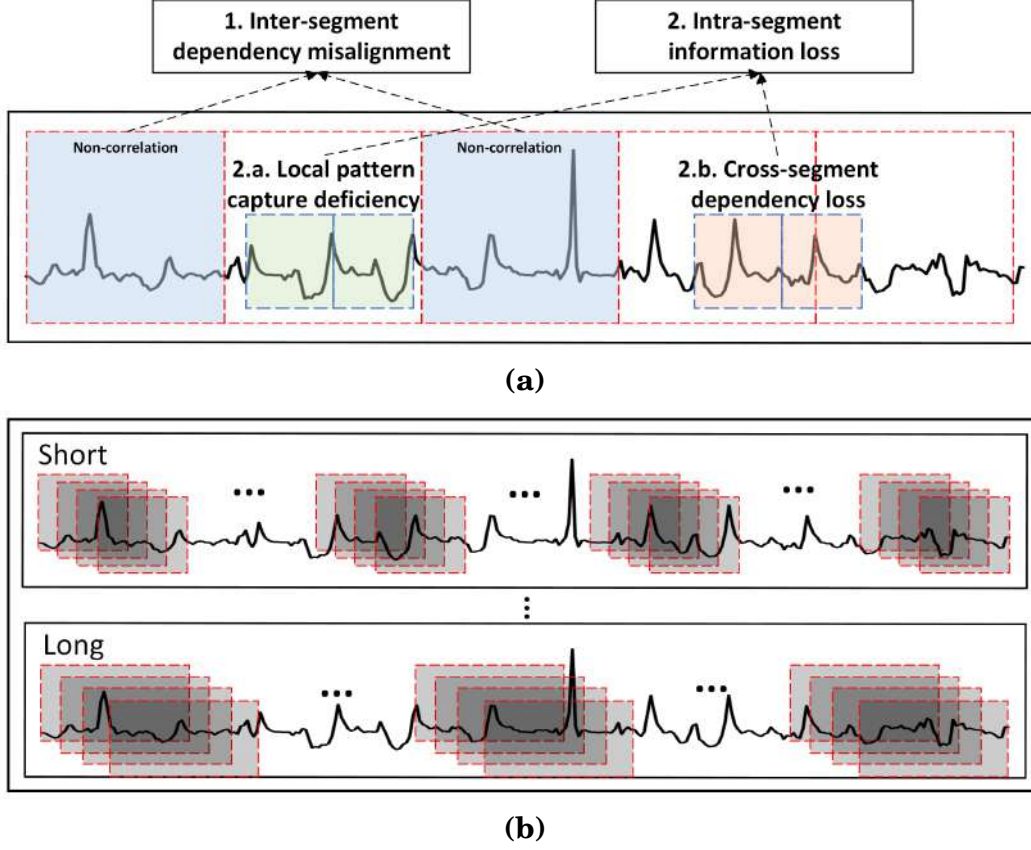 1. Inter-segment
dependency misalignment
2. Intra-segment
information loss
Non-correlation
2.a. Local pattern
capture deficiency
Non-correlation
2.b. Cross-segment
dependency loss
(a)
Short
Long
(b)